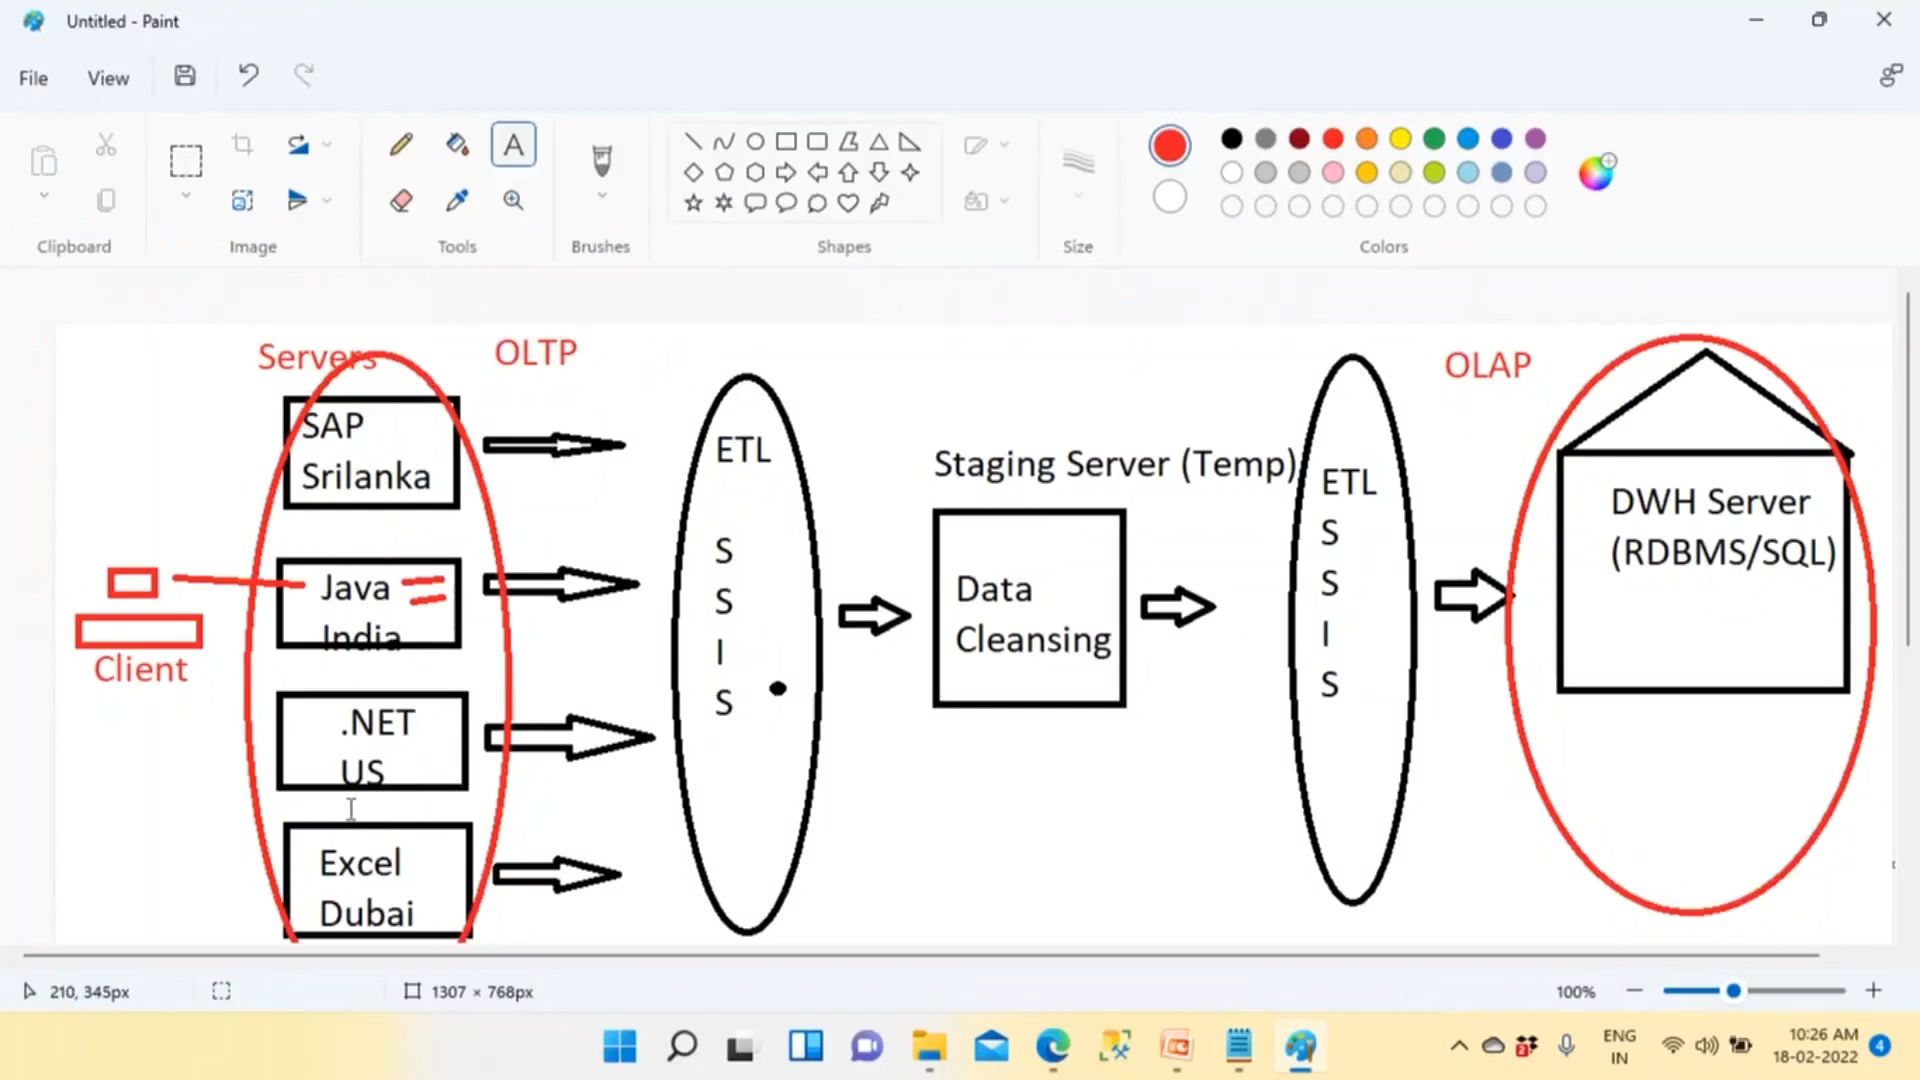 Untitled - Paint
File
View
Clipboard
Image
Tools
Brushes
Shapes
Size
Colors
A
Servers
OLTP
OLAP
SAP
Srilanka
Java
India
.NET
US
Excel
Dubai
Client
ETL
S
S
I
S
Staging Server (Temp)
Data
Cleansing
ETL
S
S
I
S
DWH Server
(RDBMS/SQL)
210, 345px
1307 × 768px
100%
2
ENG
IN
10:26 AM
18-02-2022
4